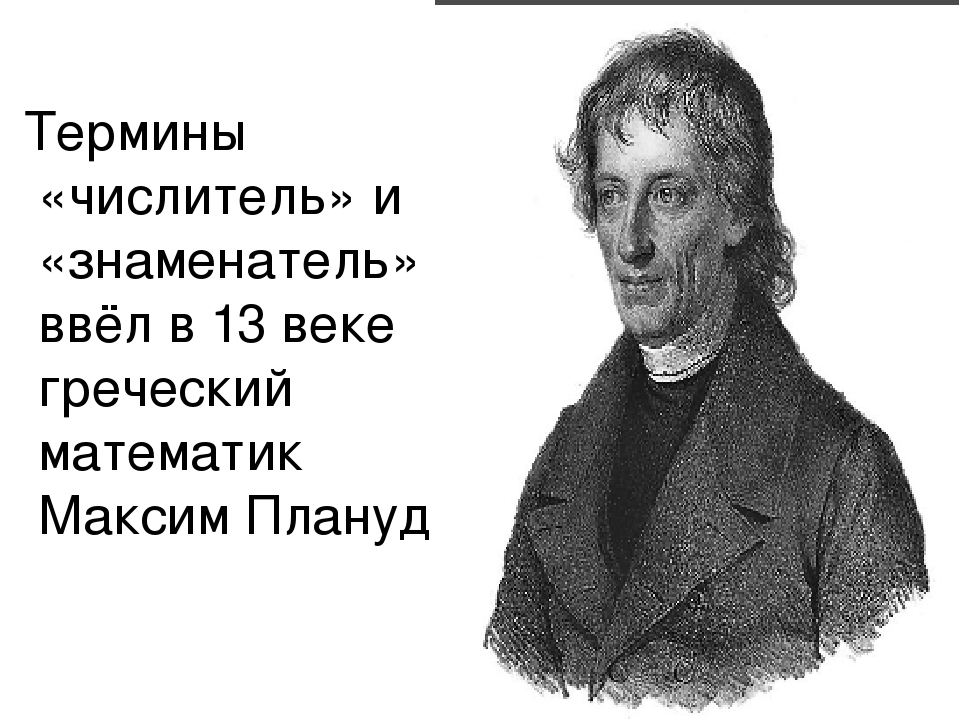 Термины
«числитель» и
«знаменатель»
ввёл в 13 веке
греческий
математик
Максим Плануд